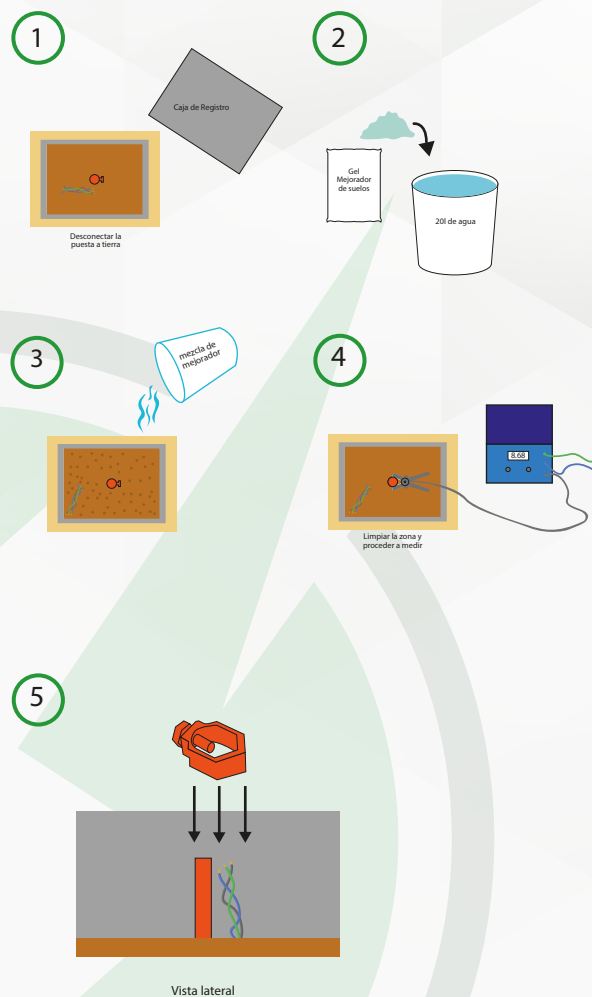 1
Caja de Registro
Desconectar la
puesta a tierra
2
Gel
Mejorador
de suelos
20l de agua
3
mezcla de
mejorador
4
8.68
Limpiar la zona y
proceder a medir
5
Vista lateral